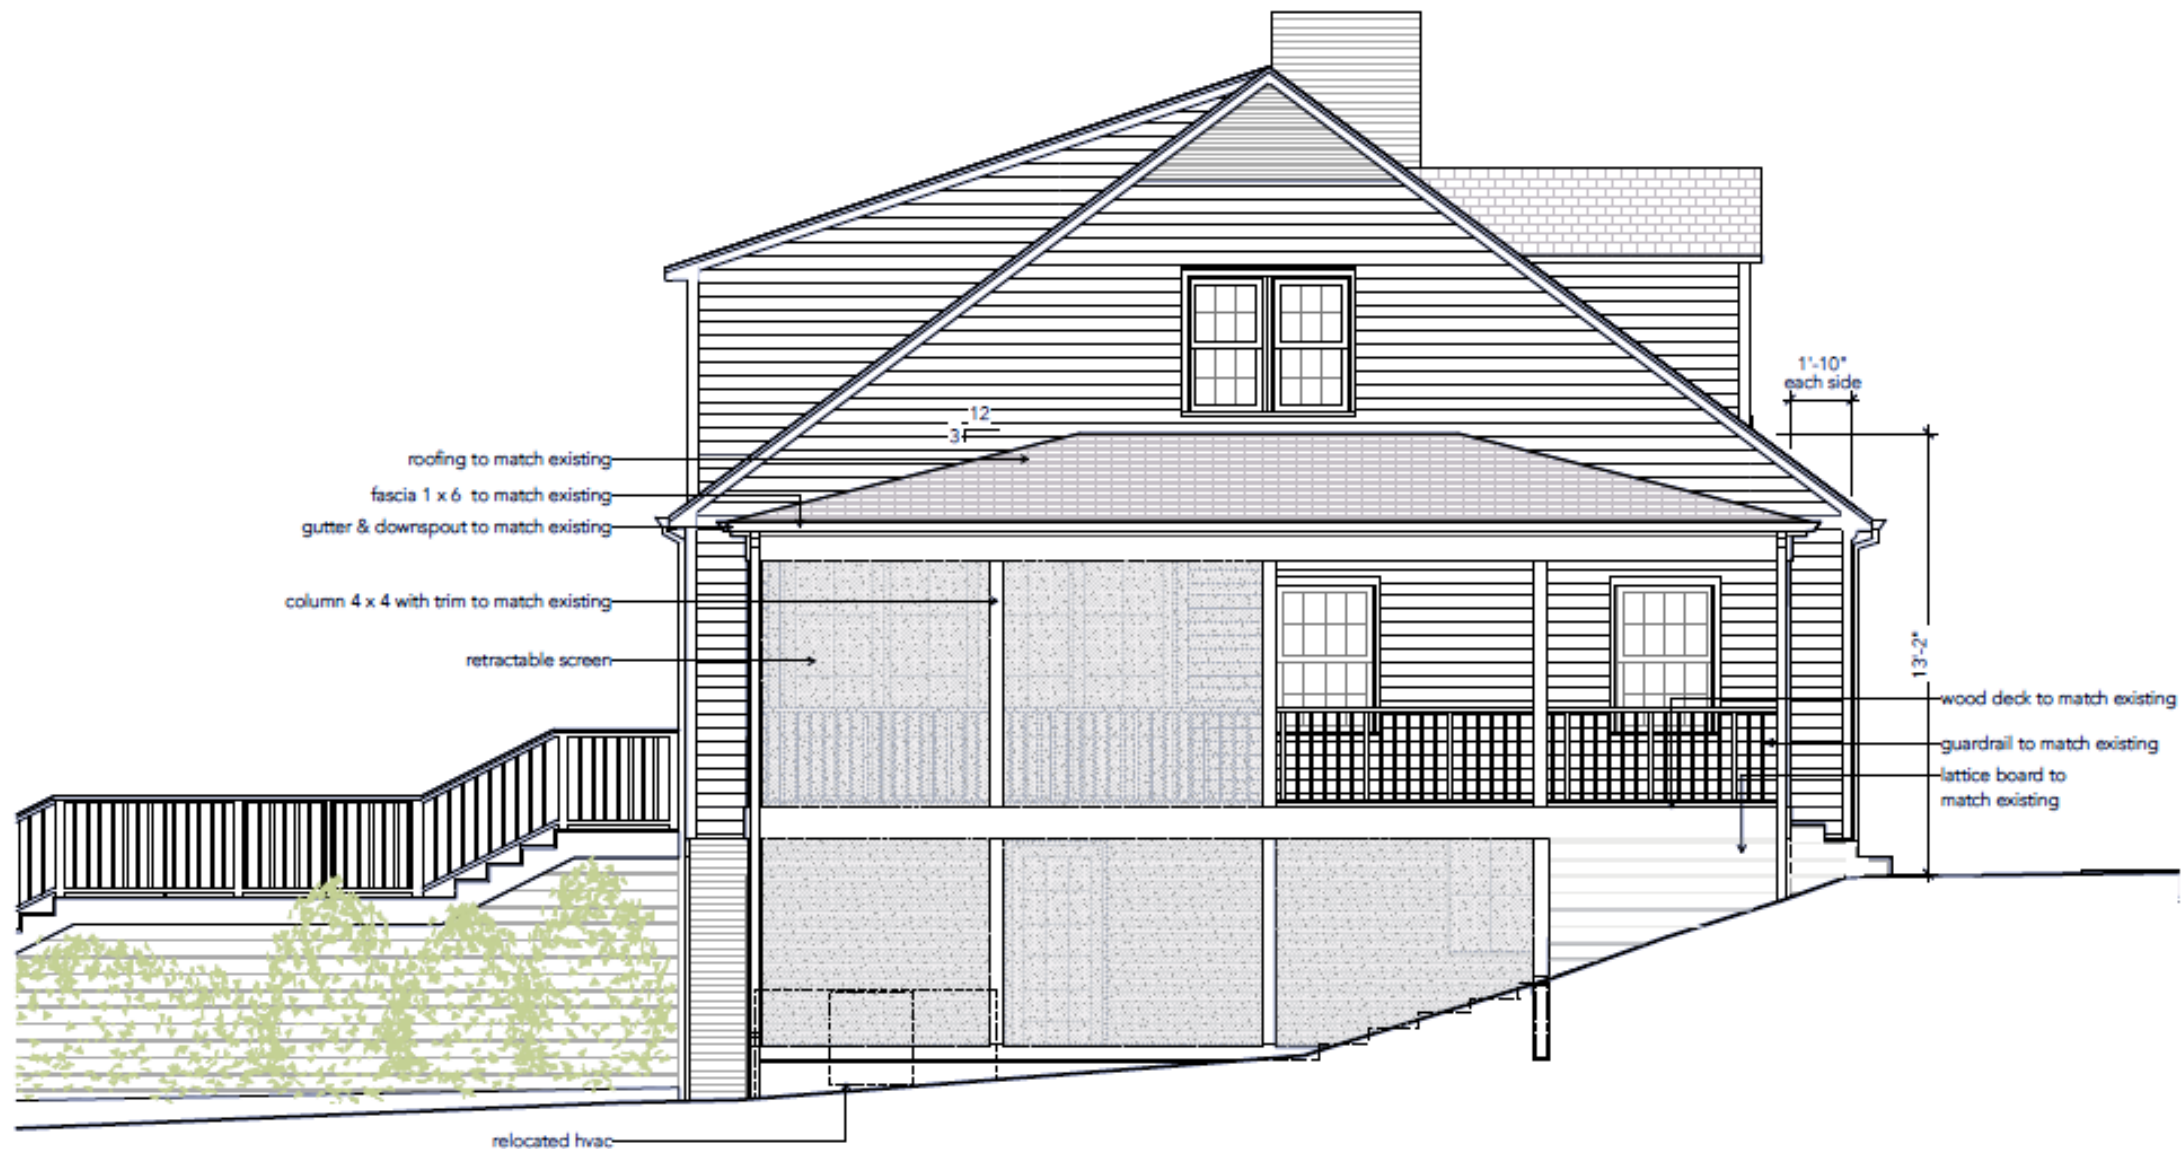 1'-10"
each side
12
3
roofing to match existing
fascia 1 x 6 to match existing
gutter & downspout to match existing
column 4 x 4 with trim to match existing
retractable screen
13'-2"
wood deck to match existing
guardrail to match existing
lattice board to
match existing
relocated hvac